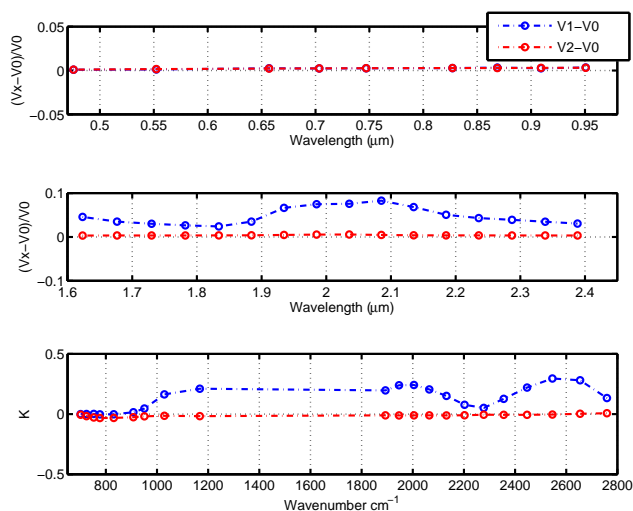 0.05
0
−0.05
(Vx−V0)/V0
V1−V0
V2−V0
0.5 0.55 0.6 0.65 0.7 0.75 0.8 0.85 0.9 0.95
Wavelength (μm)
0.1
0
−0.1
(Vx−V0)/V0
1.6 1.7 1.8 1.9 2 2.1 2.2 2.3 2.4
Wavelength (μm)
0.5
0
−0.5
K
800 1000 1200 1400 1600 1800 2000 2200 2400 2600 2800
Wavenumber cm⁻¹